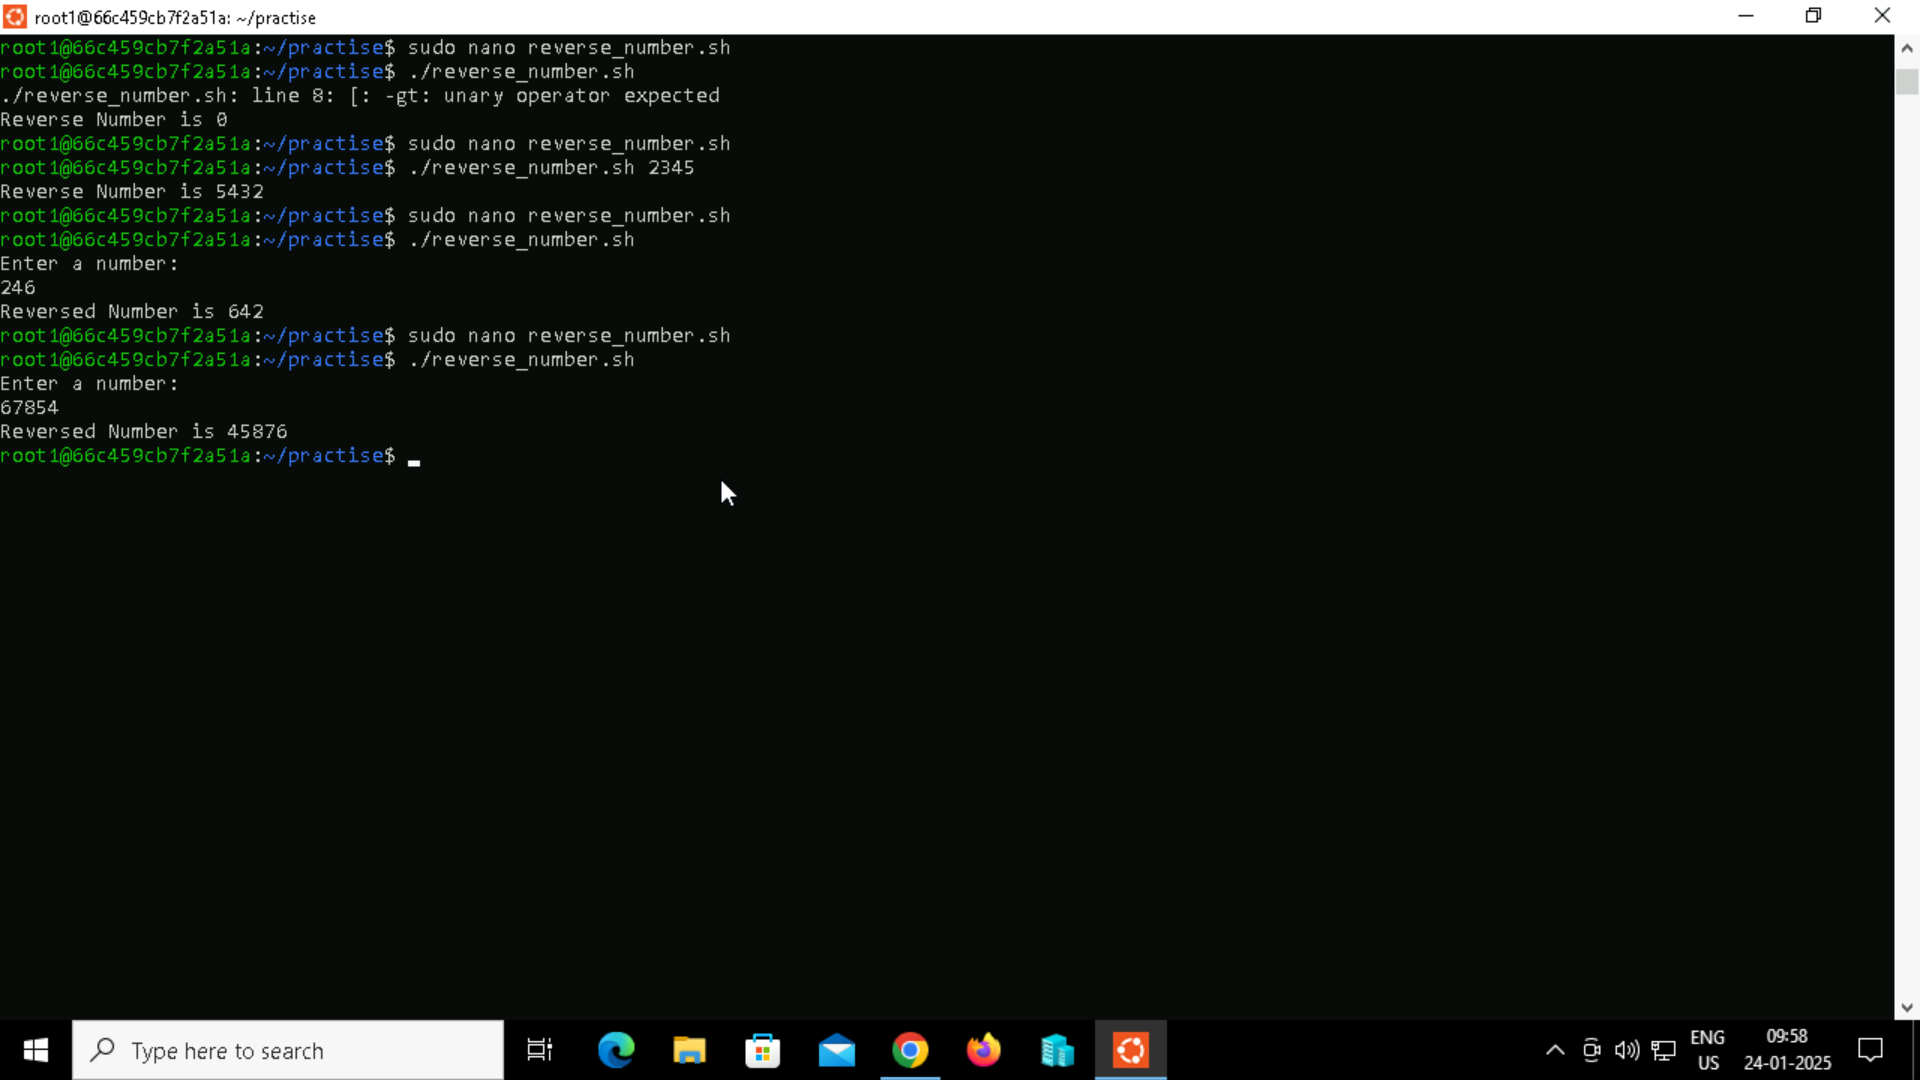 root1@66c459cb7f2a51a: ~/practise
root1@66c459cb7f2a51a:~/practise$ sudo nano reverse_number.sh
root1@66c459cb7f2a51a:~/practise$ ./reverse_number.sh
./reverse_number.sh: line 8: [: -gt: unary operator expected
Reverse Number is 0
root1@66c459cb7f2a51a:~/practise$ sudo nano reverse_number.sh
root1@66c459cb7f2a51a:~/practise$ ./reverse_number.sh 2345
Reverse Number is 5432
root1@66c459cb7f2a51a:~/practise$ sudo nano reverse_number.sh
root1@66c459cb7f2a51a:~/practise$ ./reverse_number.sh
Enter a number:
246
Reversed Number is 642
root1@66c459cb7f2a51a:~/practise$ sudo nano reverse_number.sh
root1@66c459cb7f2a51a:~/practise$ ./reverse_number.sh
Enter a number:
67854
Reversed Number is 45876
root1@66c459cb7f2a51a:~/practise$
Type here to search
ENG
US
09:58
24-01-2025